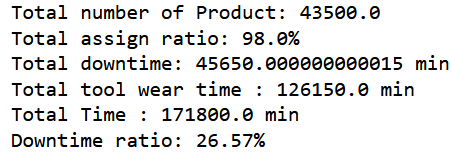 Total number of Product: 43500.0
Total assign ratio: 98.0%
Total downtime: 45650.000000000015 min
Total tool wear time : 126150.0 min
Total Time : 171800.0 min
Downtime ratio: 26.57%